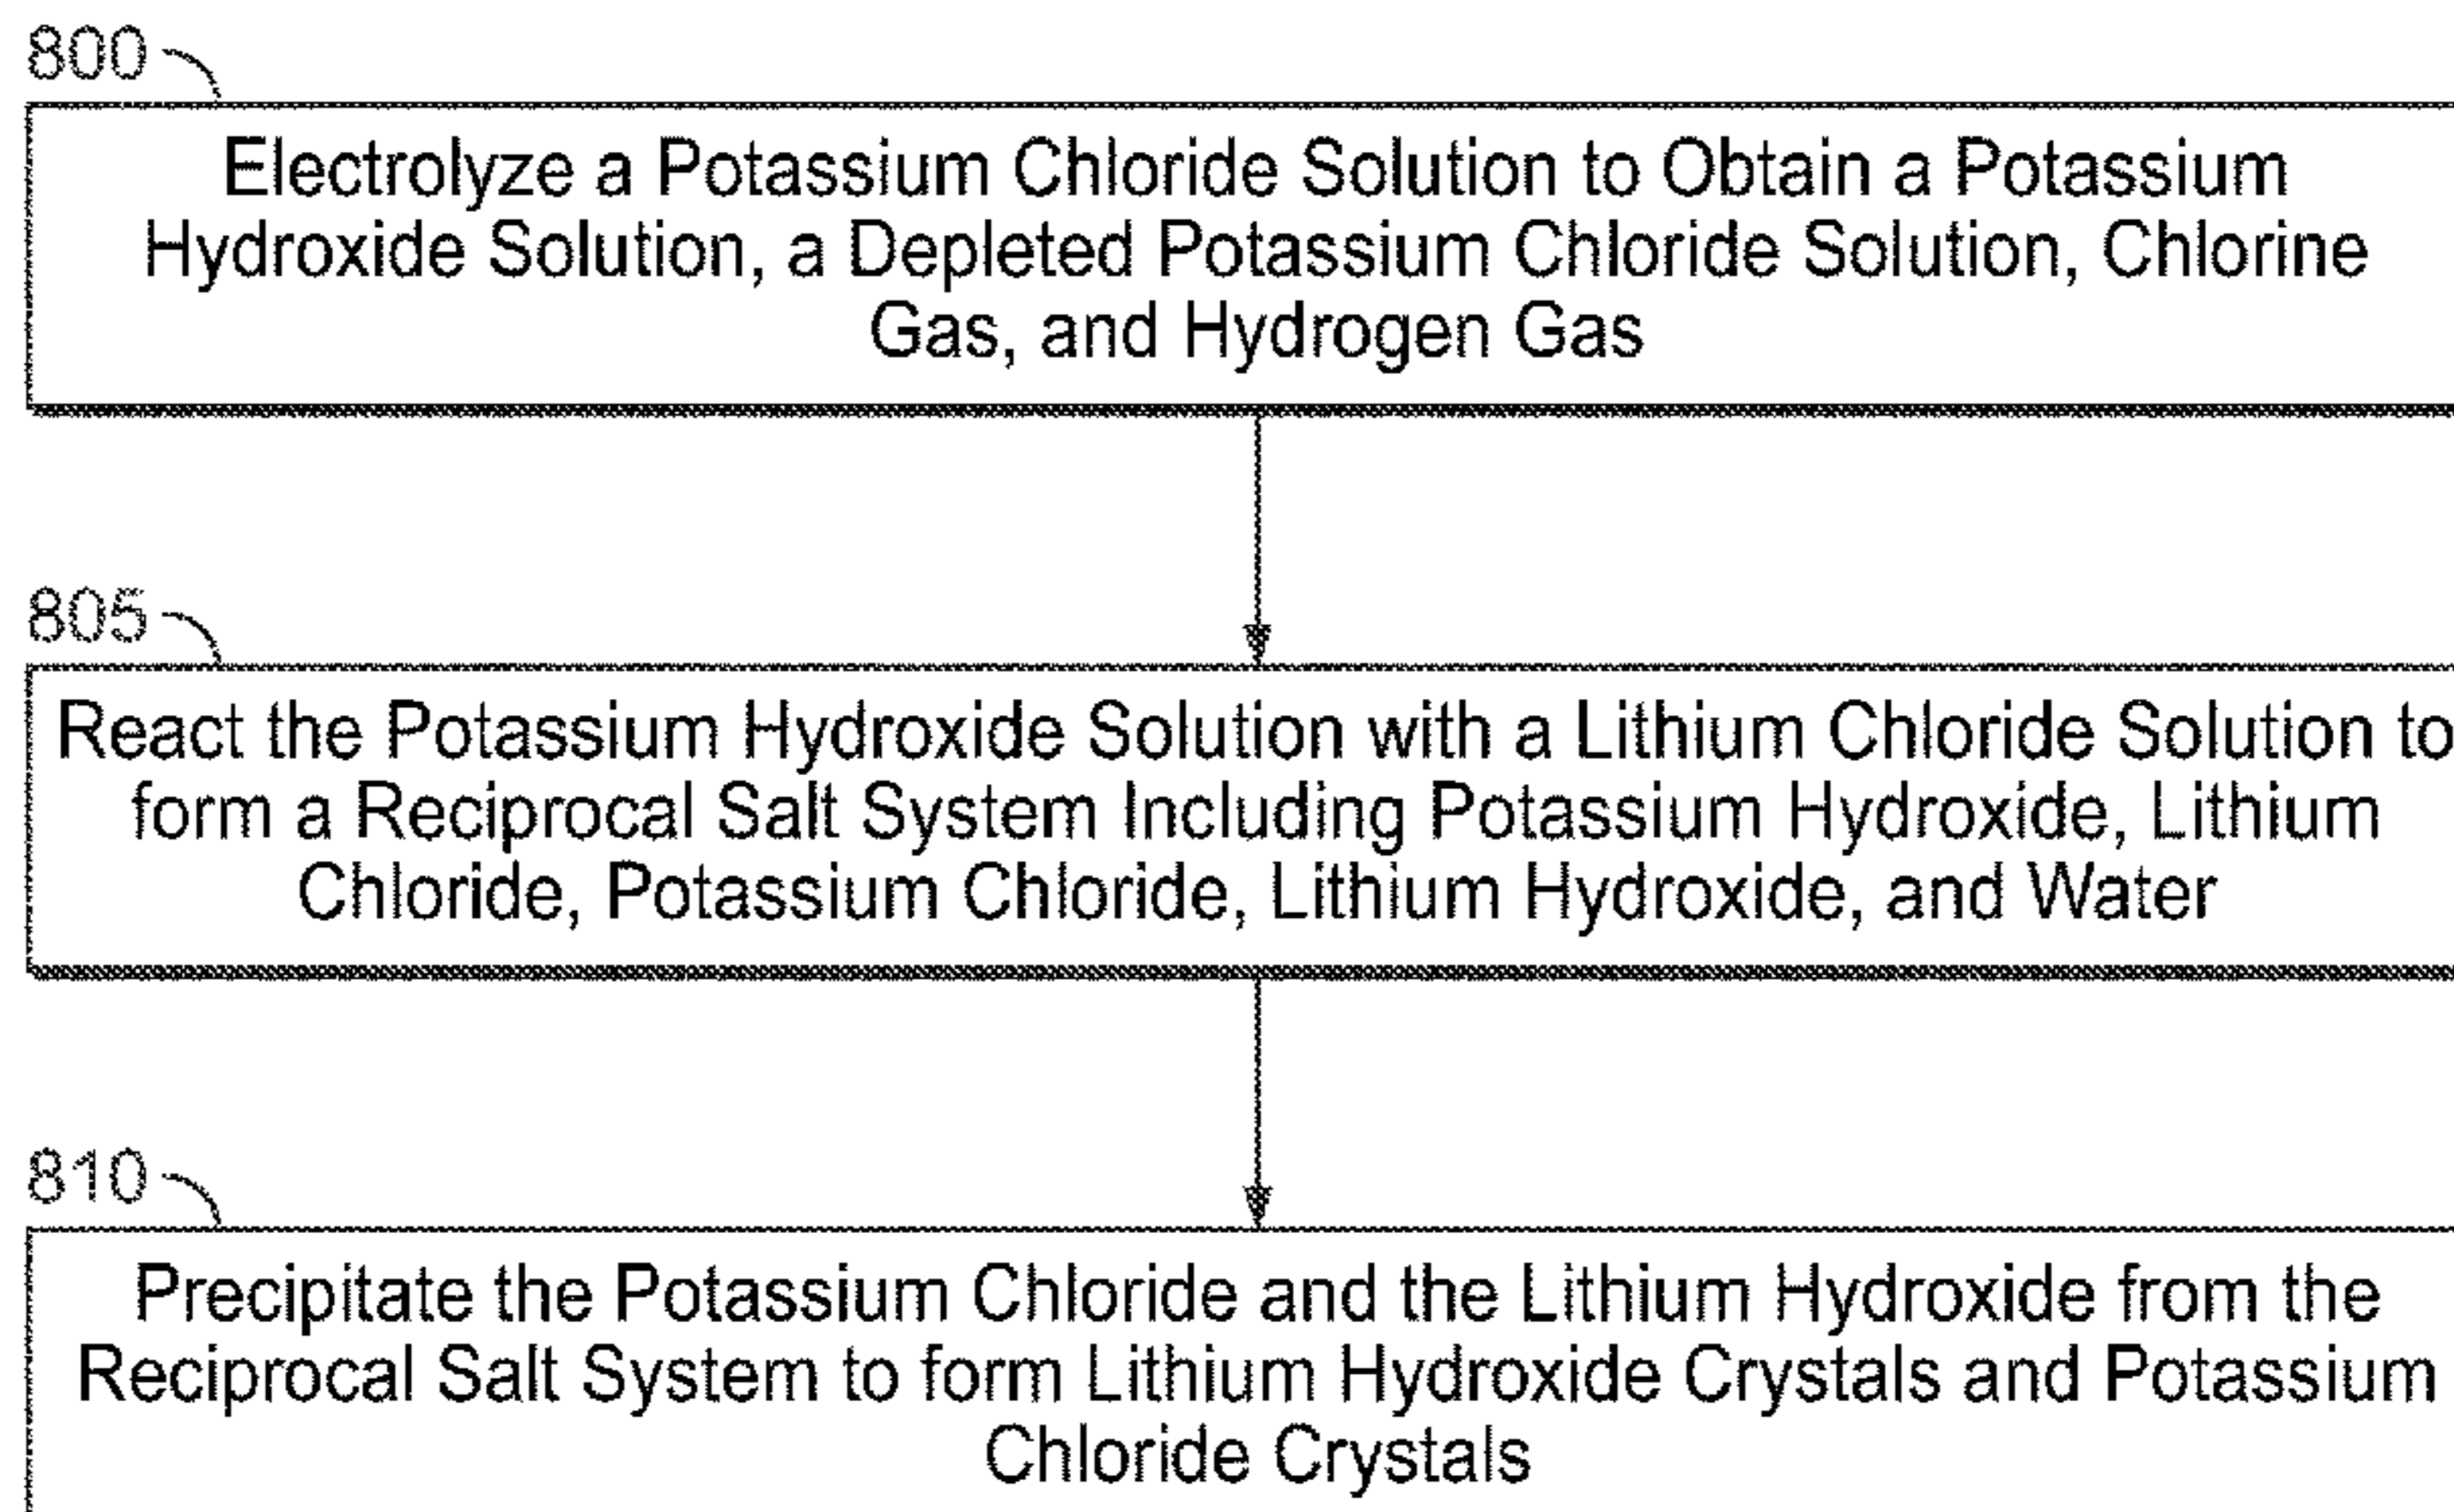 800
Electrolyze a Potassium Chloride Solution to Obtain a Potassium
Hydroxide Solution, a Depleted Potassium Chloride Solution, Chlorine
Gas, and Hydrogen Gas
805
React the Potassium Hydroxide Solution with a Lithium Chloride Solution to
form a Reciprocal Salt System Including Potassium Hydroxide, Lithium
Chloride, Potassium Chloride, Lithium Hydroxide, and Water
810
Precipitate the Potassium Chloride and the Lithium Hydroxide from the
Reciprocal Salt System to form Lithium Hydroxide Crystals and Potassium
Chloride Crystals